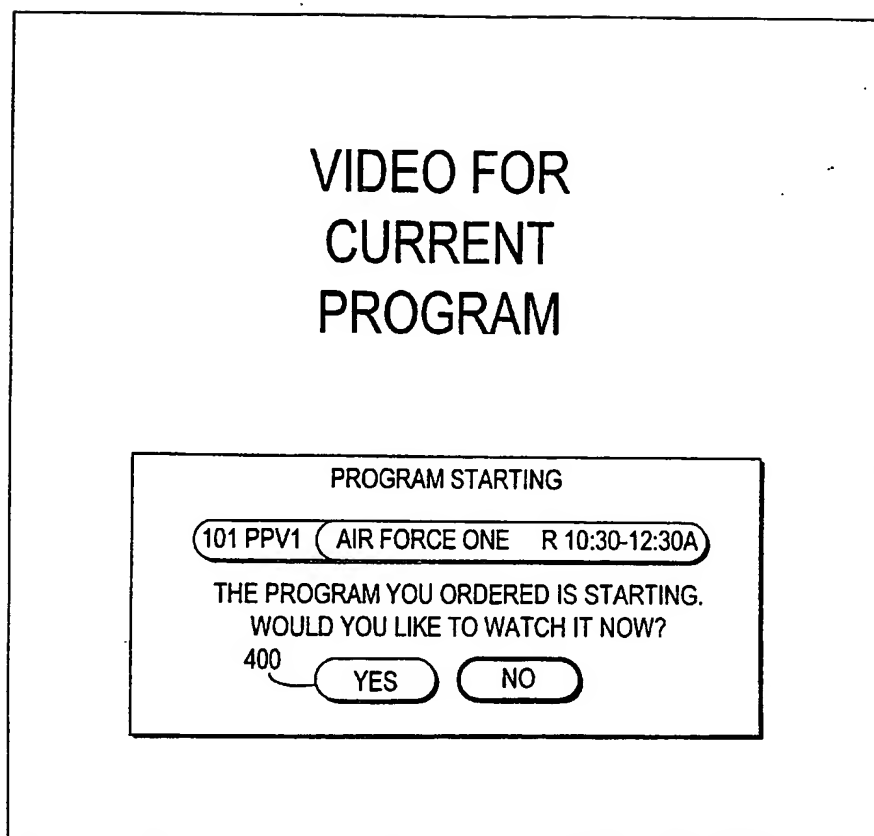 VIDEO FOR
CURRENT
PROGRAM
PROGRAM STARTING
101 PPV1 AIR FORCE ONE R 10:30-12:30A
THE PROGRAM YOU ORDERED IS STARTING.
WOULD YOU LIKE TO WATCH IT NOW?
400
YES NO